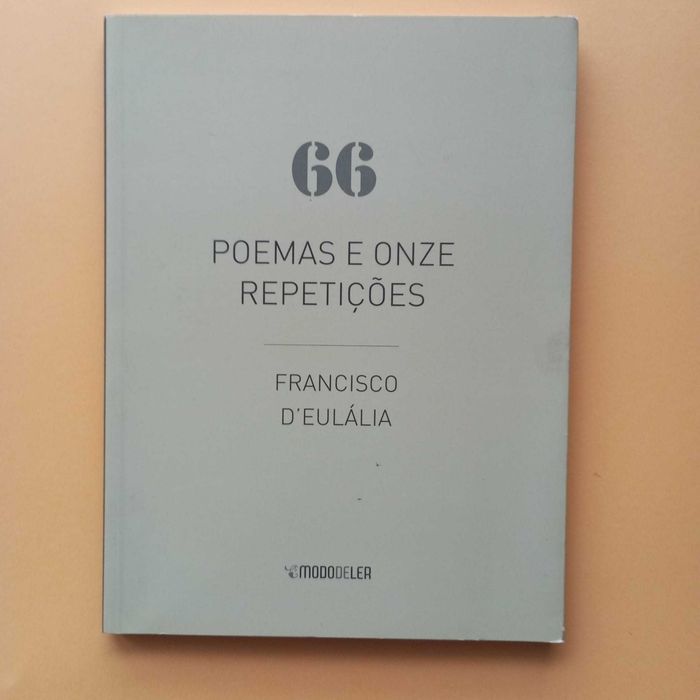 66
POEMAS E ONZE
REPETIÇÕES
FRANCISCO
D'EULÁLIA
MODODELER